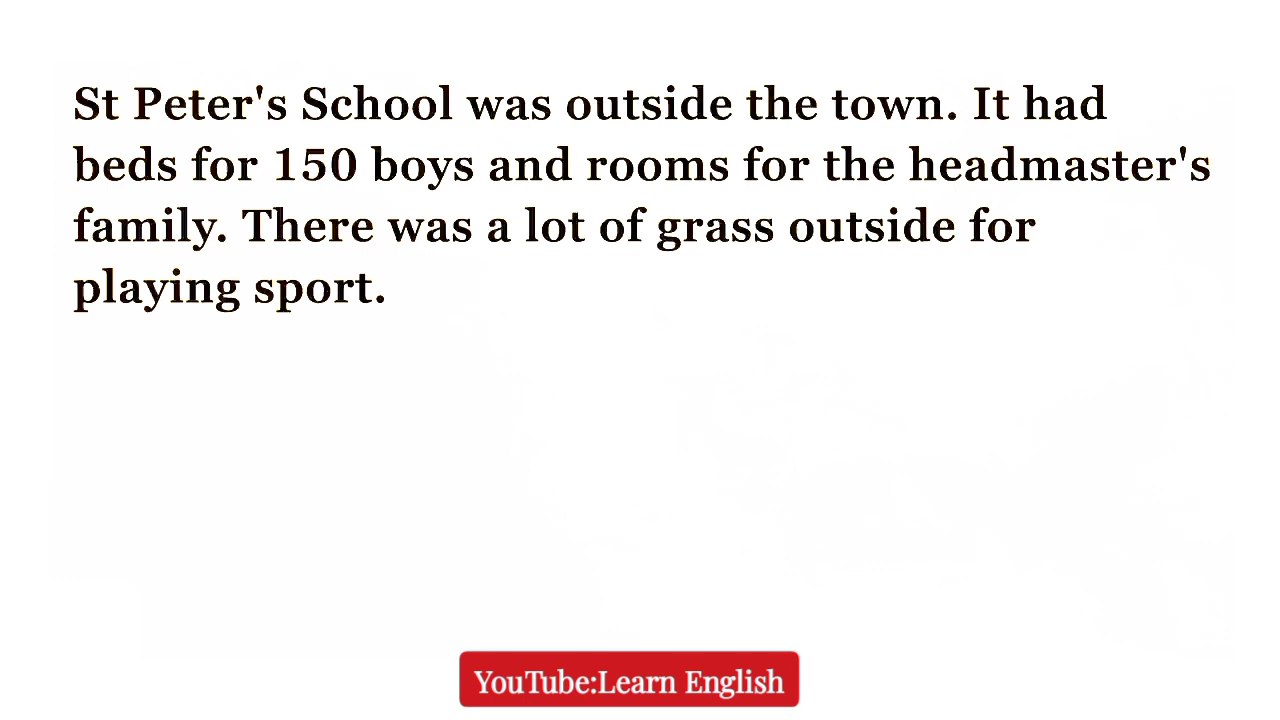 St Peter's School was outside the town. It had
beds for 150 boys and rooms for the headmaster's
family. There was a lot of grass outside for
playing sport.
YouTube:Learn English